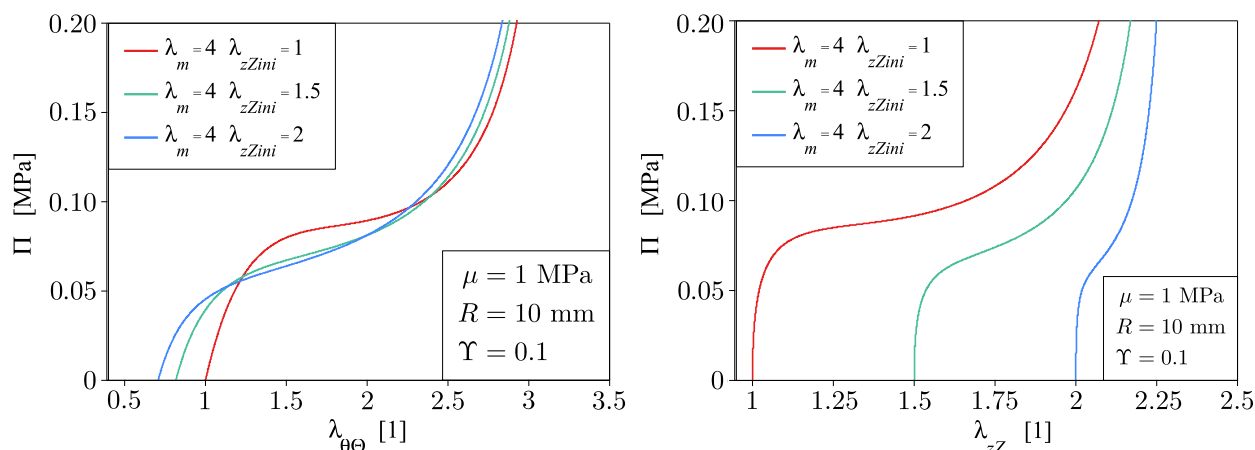 0.20
0.15
0.10
0.05
0
Π [MPa]
λm = 4 λzZini = 1
λm = 4 λzZini = 1.5
λm = 4 λzZini = 2
μ = 1 MPa
R = 10 mm
ϒ = 0.1
0.5 1 1.5 2 2.5 3 3.5
λθΘ [1]
0.20
0.15
0.10
0.05
0
Π [MPa]
λm = 4 λzZini = 1
λm = 4 λzZini = 1.5
λm = 4 λzZini = 2
μ = 1 MPa
R = 10 mm
ϒ = 0.1
1 1.25 1.5 1.75 2 2.25 2.5
λzZ [1]